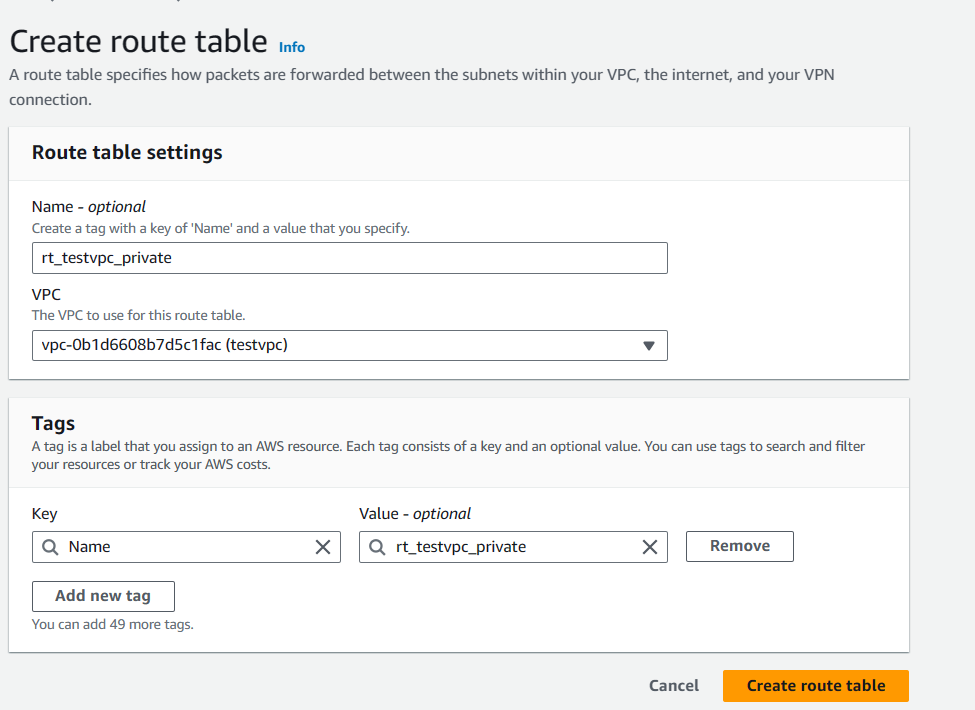 Create route table Info
A route table specifies how packets are forwarded between the subnets within your VPC, the internet, and your VPN
connection.
Route table settings
Name - optional
Create a tag with a key of 'Name' and a value that you specify.
rt_testvpc_private
VPC
The VPC to use for this route table.
vpc-0b1d6608b7d5c1fac (testvpc)
Tags
A tag is a label that you assign to an AWS resource. Each tag consists of a key and an optional value. You can use tags to search and filter
your resources or track your AWS costs.
Key Value - optional
Name rt_testvpc_private Remove
Add new tag
You can add 49 more tags.
Cancel Create route table